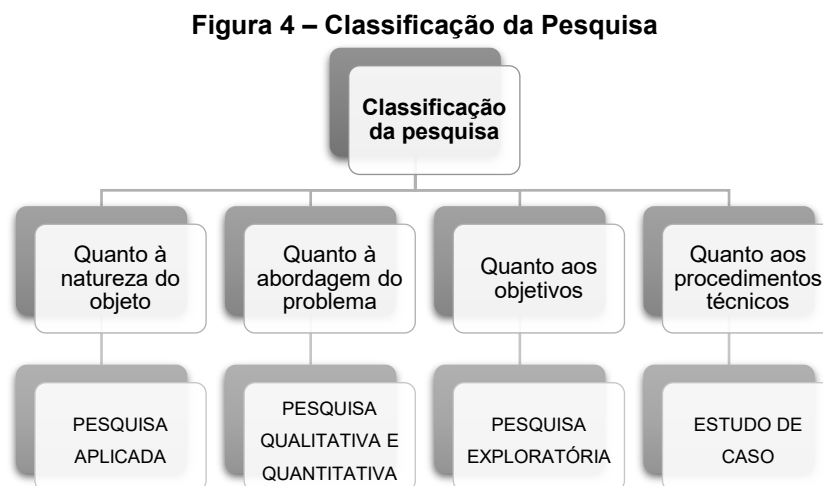 Figura 4 – Classificação da Pesquisa
Classificação
da pesquisa
Quanto à
natureza do
objeto
Quanto à
abordagem do
problema
Quanto aos
objetivos
Quanto aos
procedimentos
técnicos
PESQUISA
APLICADA
PESQUISA
QUALITATIVA E
QUANTITATIVA
PESQUISA
EXPLORATÓRIA
ESTUDO DE
CASO